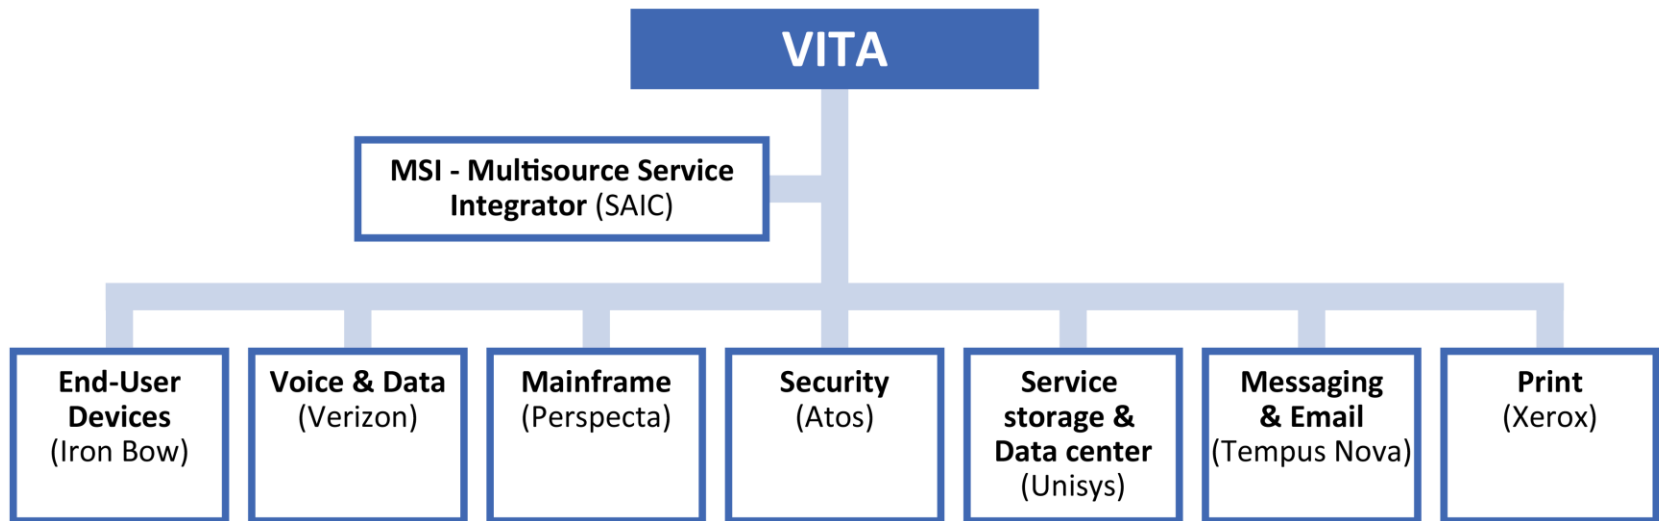 VITA
MSI - Multisource Service
Integrator (SAIC)
End-User
Devices
(Iron Bow)
Voice & Data
(Verizon)
Mainframe
(Perspecta)
Security
(Atos)
Service
storage &
Data center
(Unisys)
Messaging
& Email
(Tempus Nova)
Print
(Xerox)